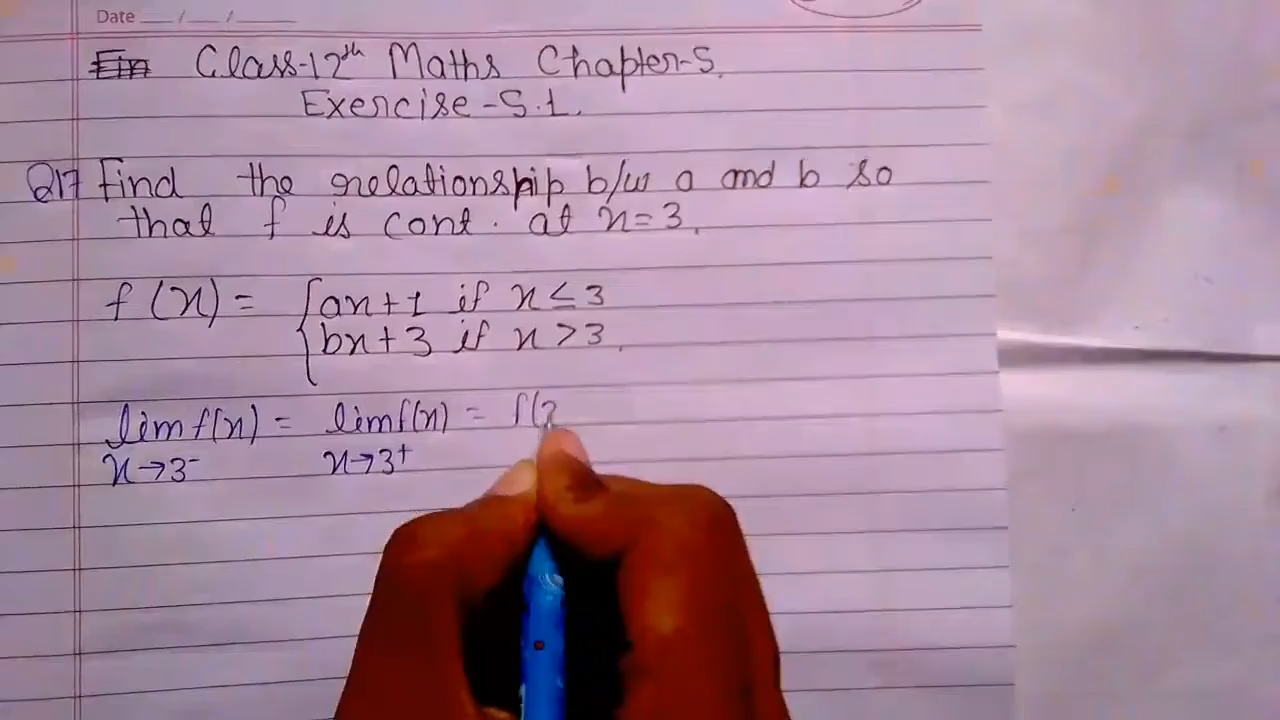 Date / /
Class-12th Maths Chapter-5.
Exercise-5.1.
Q17 Find the relationship b/w a and b so
that f is cont. at x=3.
f(x) = { ax+1 if x ≤ 3
bx+3 if x > 3.
lim f(x) = lim f(x) = f(3
x→3⁻ x→3⁺